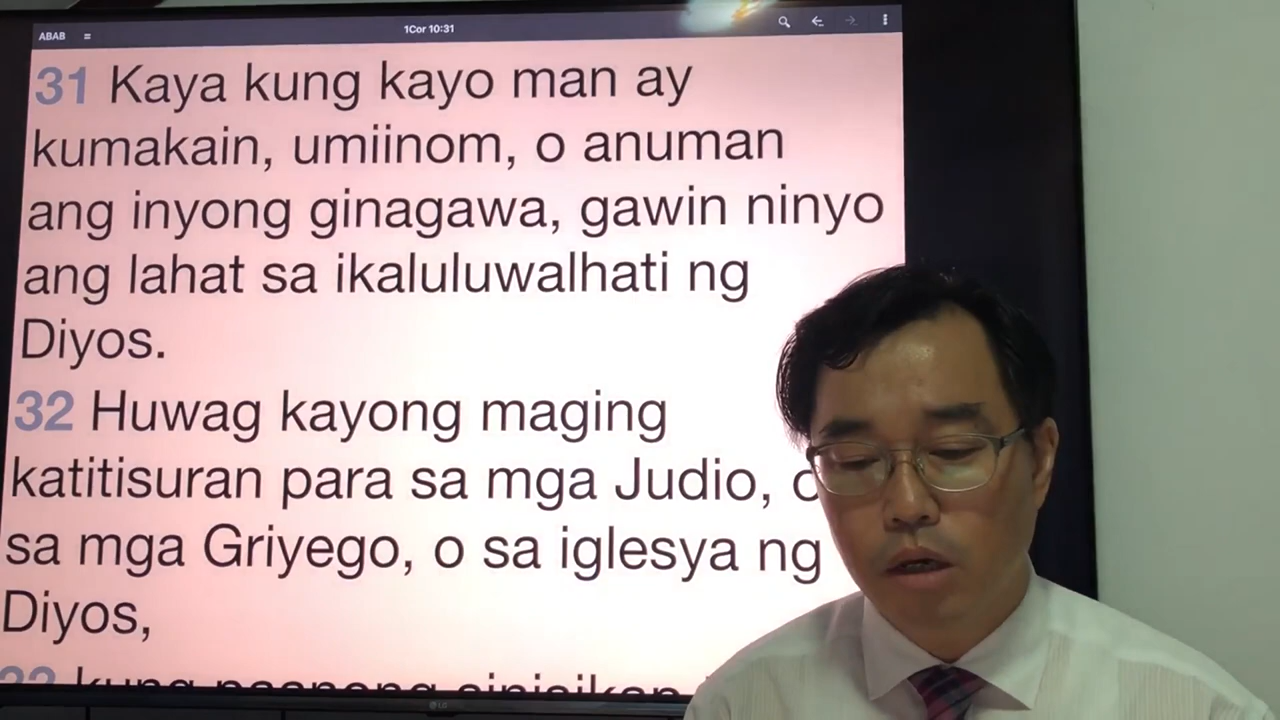 ABAB
1Cor 10:31
31 Kaya kung kayo man ay
kumakain, umiinom, o anuman
ang inyong ginagawa, gawin ninyo
ang lahat sa ikaluluwalhati ng
Diyos.
32 Huwag kayong maging
katitisuran para sa mga Judio, o
sa mga Griyego, o sa iglesya ng
Diyos,
LG